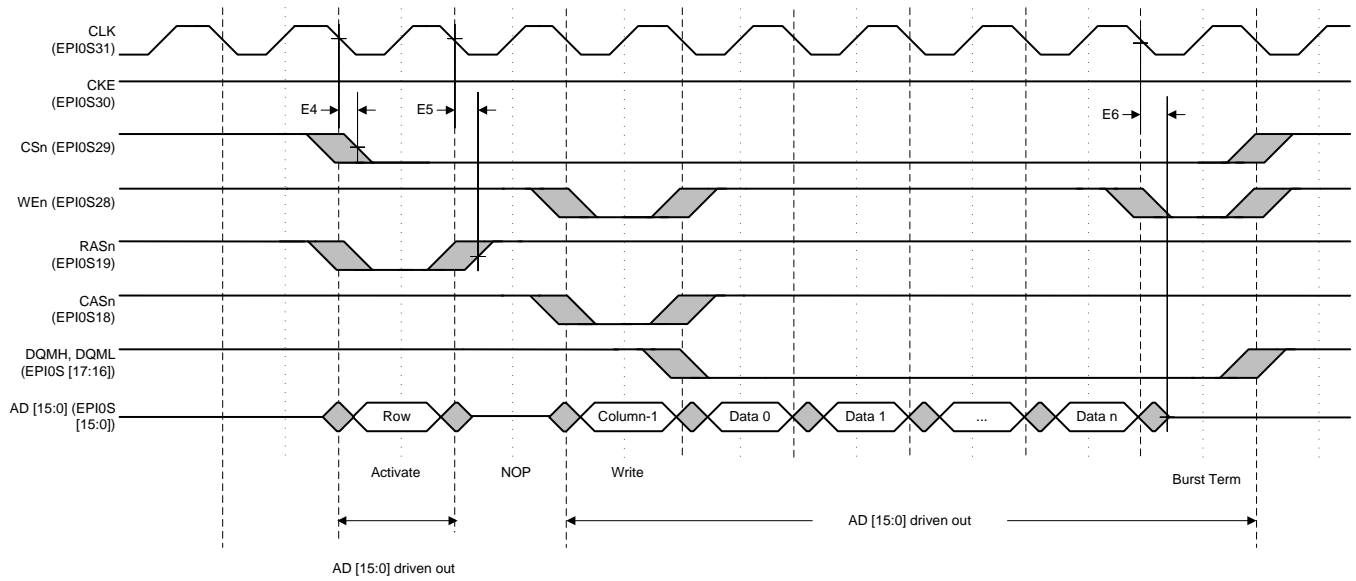 CLK
(EPI0S31)
CKE
(EPI0S30)
E4
E5
E6
CSn (EPI0S29)
WEn (EPI0S28)
RASn
(EPI0S19)
CASn
(EPI0S18)
DQMH, DQML
(EPI0S [17:16])
AD [15:0] (EPI0S
[15:0])
Row
Column-1
Data 0
Data 1
...
Data n
Activate
NOP
Write
Burst Term
AD [15:0] driven out
AD [15:0] driven out